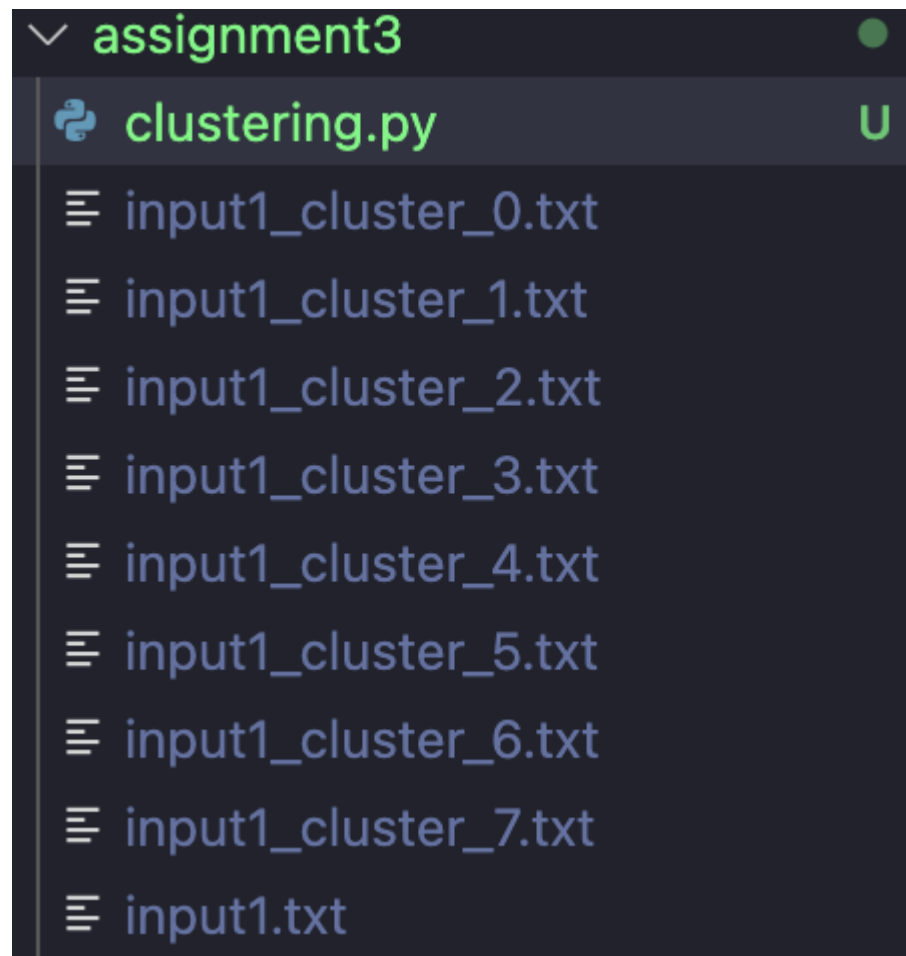 assignment3
clustering.py U
input1_cluster_0.txt
input1_cluster_1.txt
input1_cluster_2.txt
input1_cluster_3.txt
input1_cluster_4.txt
input1_cluster_5.txt
input1_cluster_6.txt
input1_cluster_7.txt
input1.txt